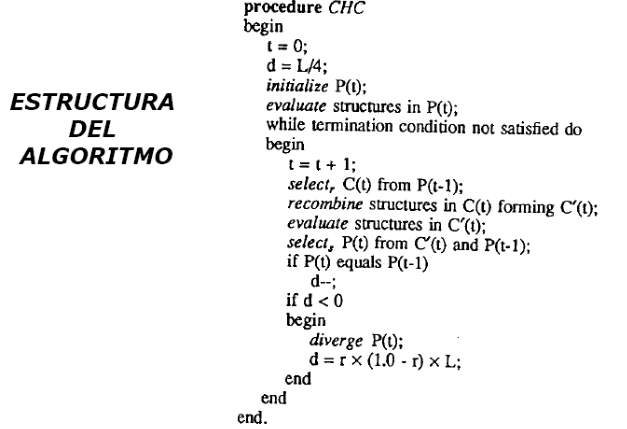 ESTRUCTURA
DEL
ALGORITMO
procedure CHC
begin
t = 0;
d = L/4;
initialize P(t);
evaluate structures in P(t);
while termination condition not satisfied do
begin
t = t + 1;
select_r C(t) from P(t-1);
recombine structures in C(t) forming C′(t);
evaluate structures in C′(t);
select_s P(t) from C′(t) and P(t-1);
if P(t) equals P(t-1)
d--;
if d < 0
begin
diverge P(t);
d = r × (1.0 - r) × L;
end
end
end.